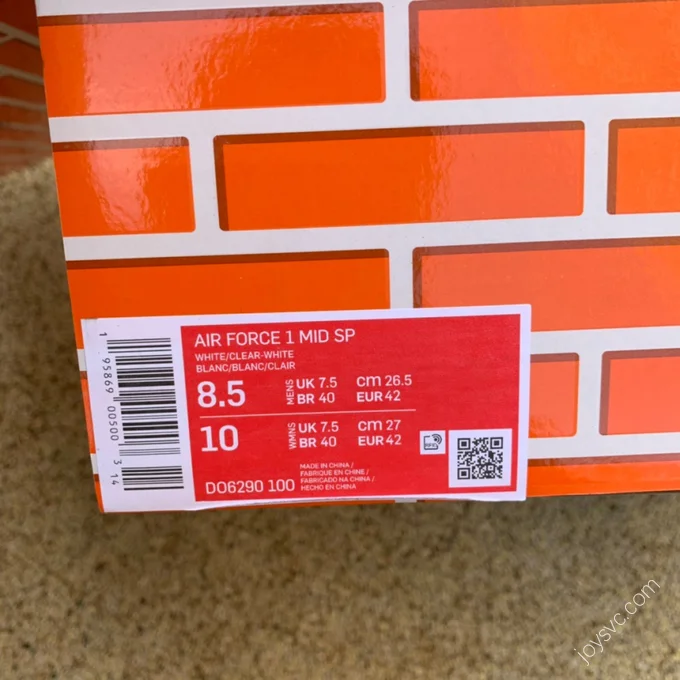 AIR FORCE 1 MID SP
WHITE/CLEAR-WHITE
BLANC/BLANC/CLAIR
8.5 MENS UK 7.5 cm 26.5
BR 40 EUR 42
10 WMNS UK 7.5 cm 27
BR 40 EUR 42
DO6290 100
MADE IN CHINA /
FABRIQUE EN CHINE /
FABRICADO NA CHINA /
HECHO EN CHINA
1 95869 00500 3 14
joysvc.com